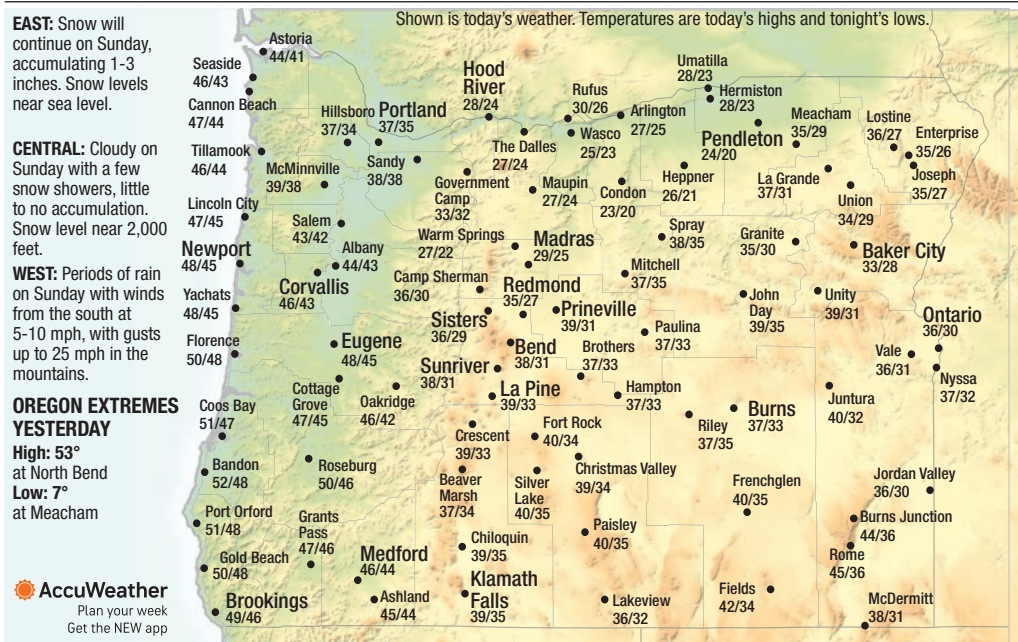 Shown is today's weather. Temperatures are today's highs and tonight's lows.
EAST: Snow will
continue on Sunday,
accumulating 1-3
inches. Snow levels
near sea level.
CENTRAL: Cloudy on
Sunday with a few
snow showers, little
to no accumulation.
Snow level near 2,000
feet.
WEST: Periods of rain
on Sunday with winds
from the south at
5-10 mph, with gusts
up to 25 mph in the
mountains.
OREGON EXTREMES
YESTERDAY
High: 53°
at North Bend
Low: 7°
at Meacham
AccuWeather
Plan your week
Get the NEW app
Astoria
44/41
Seaside
46/43
Cannon Beach
47/44
Hillsboro
37/34
Portland
37/35
Tillamook
46/44
McMinnville
39/38
Sandy
38/38
Lincoln City
47/45
Salem
43/42
Newport
48/45
Albany
44/43
Corvallis
46/43
Yachats
48/45
Florence
50/48
Eugene
48/45
Cottage
Grove
47/45
Oakridge
46/42
Coos Bay
51/47
Bandon
52/48
Roseburg
50/46
Port Orford
51/48
Grants
Pass
47/46
Gold Beach
50/48
Medford
46/44
Brookings
49/46
Ashland
45/44
Hood
River
28/24
Rufus
30/26
Umatilla
28/23
Hermiston
28/23
Arlington
27/25
Wasco
25/23
The Dalles
27/24
Pendleton
24/20
Meacham
35/29
Lostine
36/27
Enterprise
35/26
Joseph
35/27
Government
Camp
33/32
Maupin
27/24
Condon
23/20
Heppner
26/21
La Grande
37/31
Union
34/29
Warm Springs
27/22
Madras
29/25
Spray
38/35
Granite
35/30
Baker City
33/28
Camp Sherman
36/30
Redmond
35/27
Mitchell
37/35
Prineville
39/31
John
Day
39/35
Unity
39/31
Ontario
36/30
Sisters
36/29
Bend
38/31
Brothers
37/33
Paulina
37/33
Vale
36/31
Nyssa
37/32
Sunriver
38/31
La Pine
39/33
Hampton
37/33
Burns
37/33
Juntura
40/32
Crescent
39/33
Fort Rock
40/34
Riley
37/35
Beaver
Marsh
37/34
Silver
Lake
40/35
Christmas Valley
39/34
Frenchglen
40/35
Jordan Valley
36/30
Burns Junction
44/36
Paisley
40/35
Chiloquin
39/35
Rome
45/36
Klamath
Falls
39/35
Lakeview
36/32
Fields
42/34
McDermitt
38/31